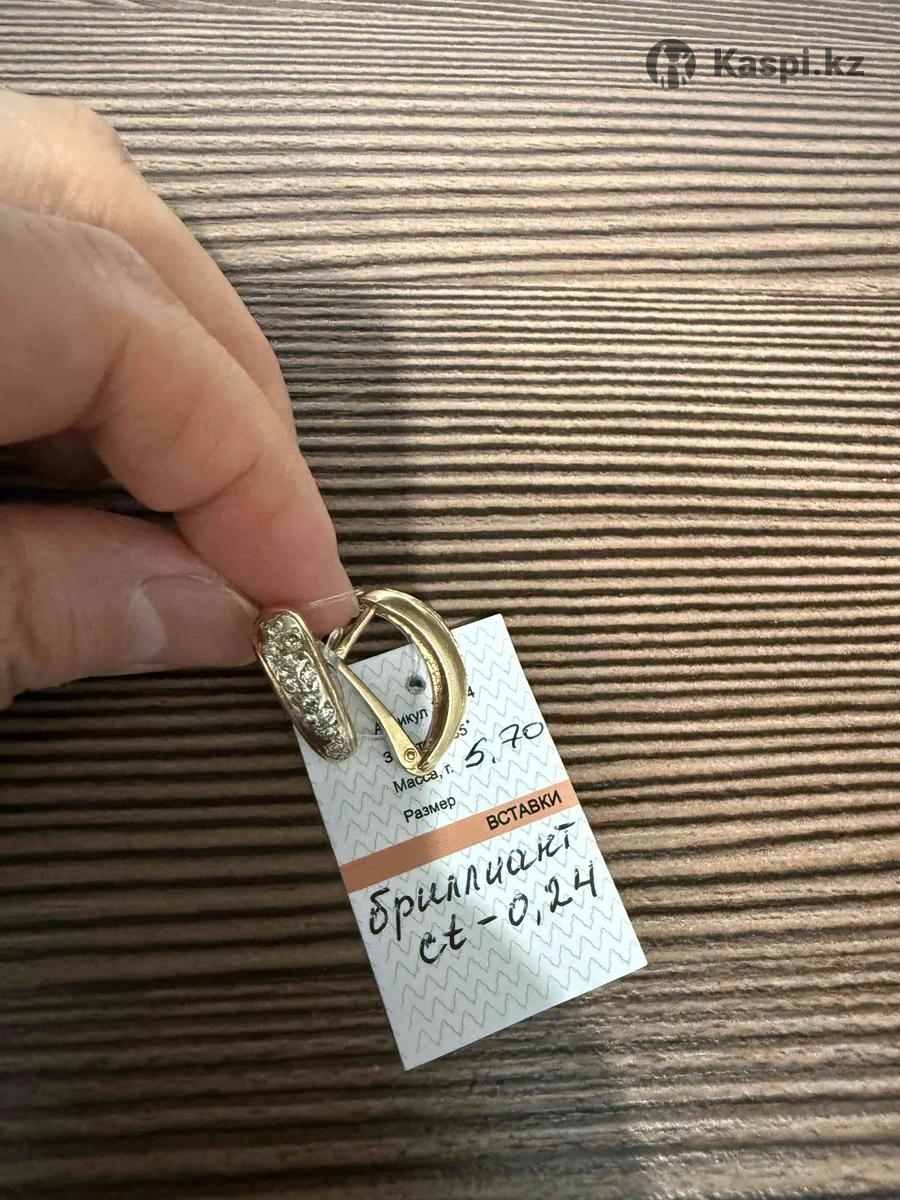 Kaspi.kz
Масса, г. 5,70
Размер
ВСТАВКИ
бриллиант
ct - 0,24